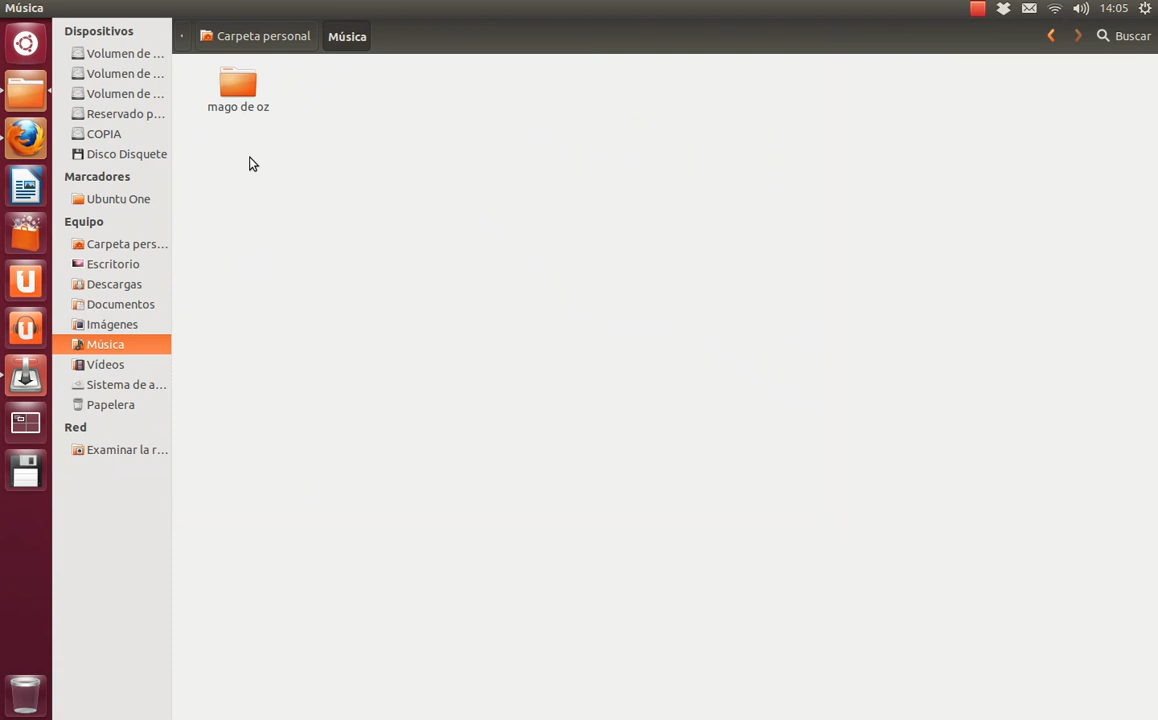 Música
14:05
Dispositivos
Volumen de ...
Volumen de ...
Volumen de ...
Reservado p...
COPIA
Disco Disquete
Marcadores
Ubuntu One
Equipo
Carpeta pers...
Escritorio
Descargas
Documentos
Imágenes
Música
Vídeos
Sistema de a...
Papelera
Red
Examinar la r...
Carpeta personal
Música
Buscar
mago de oz